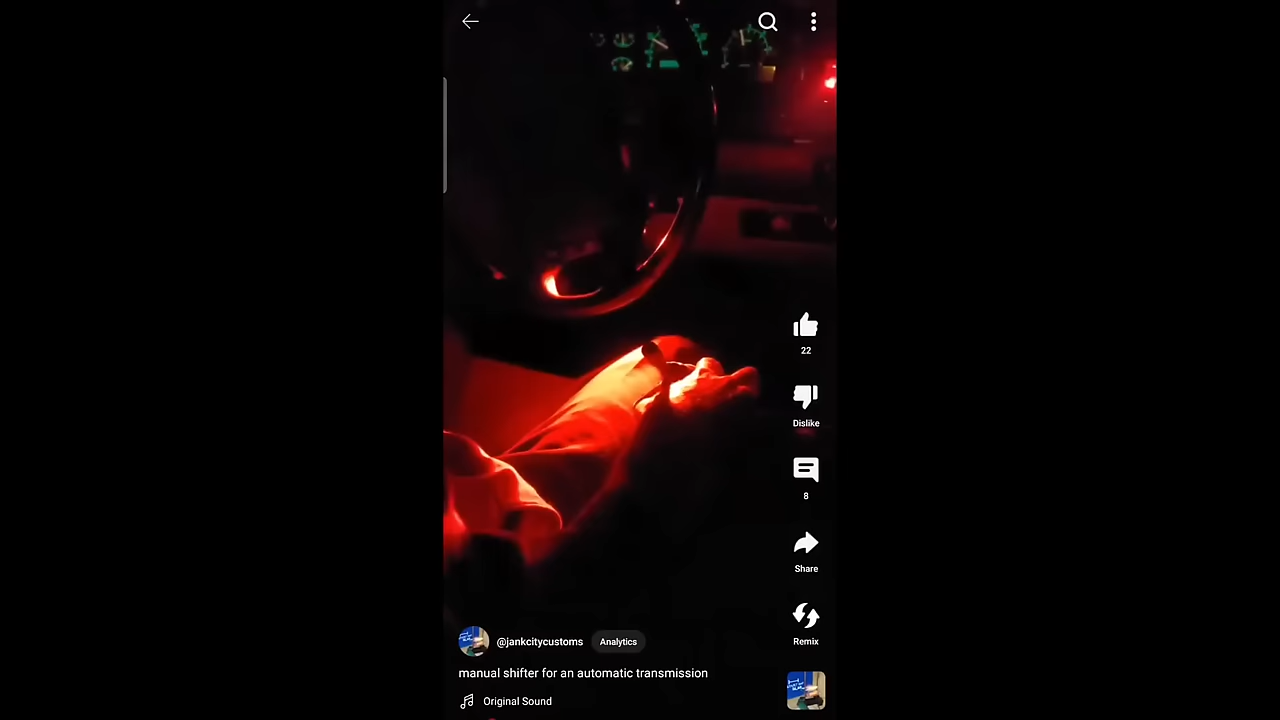 22
Dislike
8
Share
Remix
@jankcitycustoms Analytics
manual shifter for an automatic transmission
Original Sound